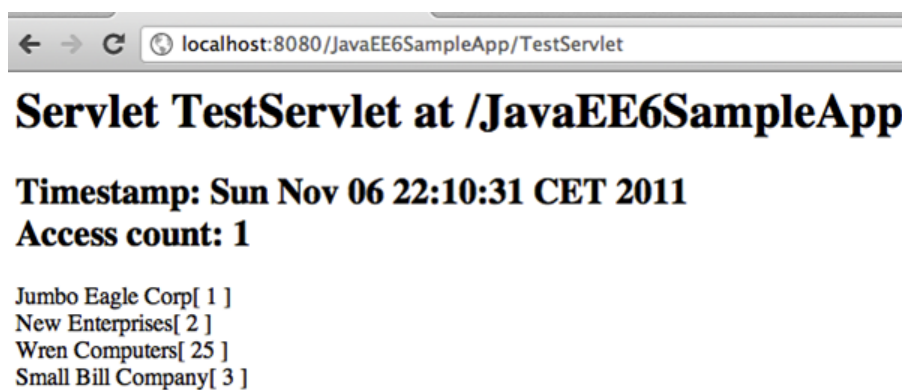 localhost:8080/JavaEE6SampleApp/TestServlet
Servlet TestServlet at /JavaEE6SampleApp
Timestamp: Sun Nov 06 22:10:31 CET 2011
Access count: 1
Jumbo Eagle Corp[ 1 ]
New Enterprises[ 2 ]
Wren Computers[ 25 ]
Small Bill Company[ 3 ]